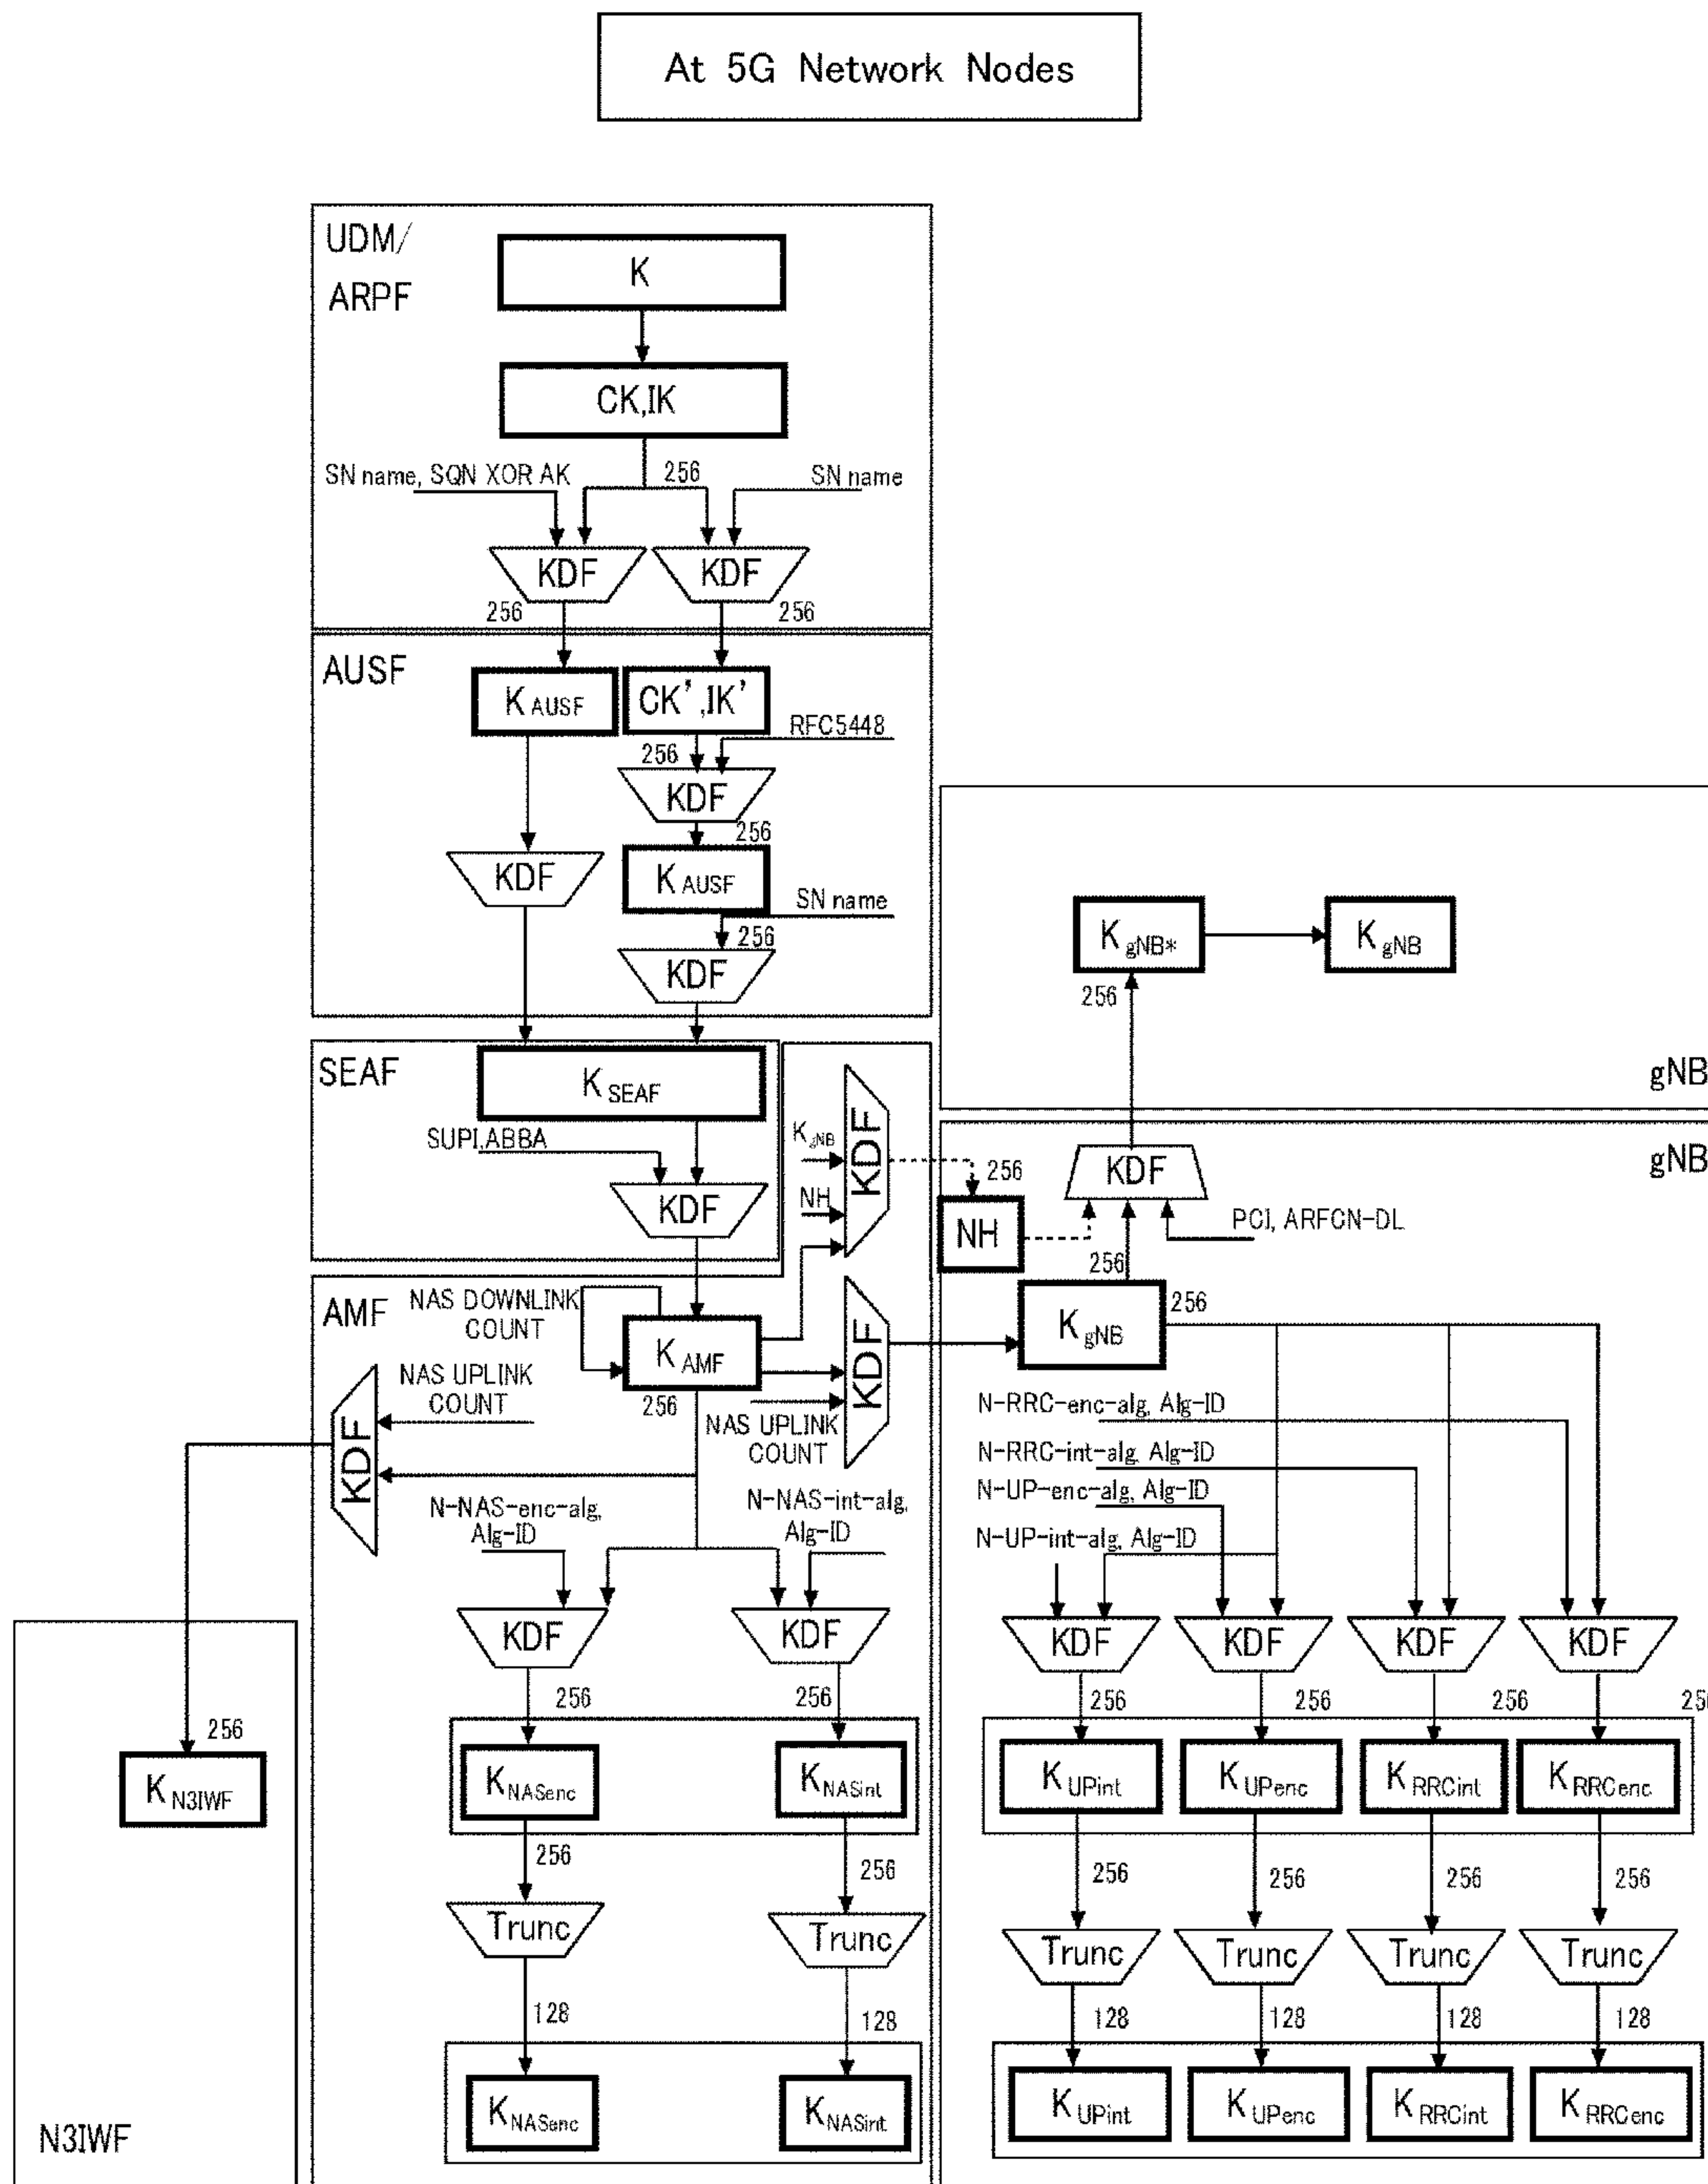 At 5G Network Nodes
UDM/
ARPF
K
CK,IK
SN name, SQN XOR AK
256
SN name
KDF
KDF
256
256
AUSF
K AUSF
CK',IK'
RFC5448
256
KDF
256
KDF
K AUSF
SN name
256
KDF
K gNB*
K gNB
256
gNB
SEAF
K SEAF
SUPI,ABBA
KDF
K gNB
NH
KDF
256
NH
KDF
gNB
PCI, ARFCN-DL
256
AMF
NAS DOWNLINK
COUNT
K AMF
256
KDF
NAS UPLINK
COUNT
K gNB
256
NAS UPLINK
COUNT
KDF
N-RRC-enc-alg, Alg-ID
N-RRC-int-alg, Alg-ID
N-UP-enc-alg, Alg-ID
N-UP-int-alg, Alg-ID
N-NAS-enc-alg,
Alg-ID
N-NAS-int-alg,
Alg-ID
KDF
KDF
KDF
KDF
KDF
KDF
256
256
256
256
256
256
K N3IWF
K NASenc
K NASint
K UPint
K UPenc
K RRCint
K RRCenc
256
256
256
256
256
256
Trunc
Trunc
Trunc
Trunc
Trunc
Trunc
128
128
128
128
128
128
K NASenc
K NASint
K UPint
K UPenc
K RRCint
K RRCenc
N3IWF